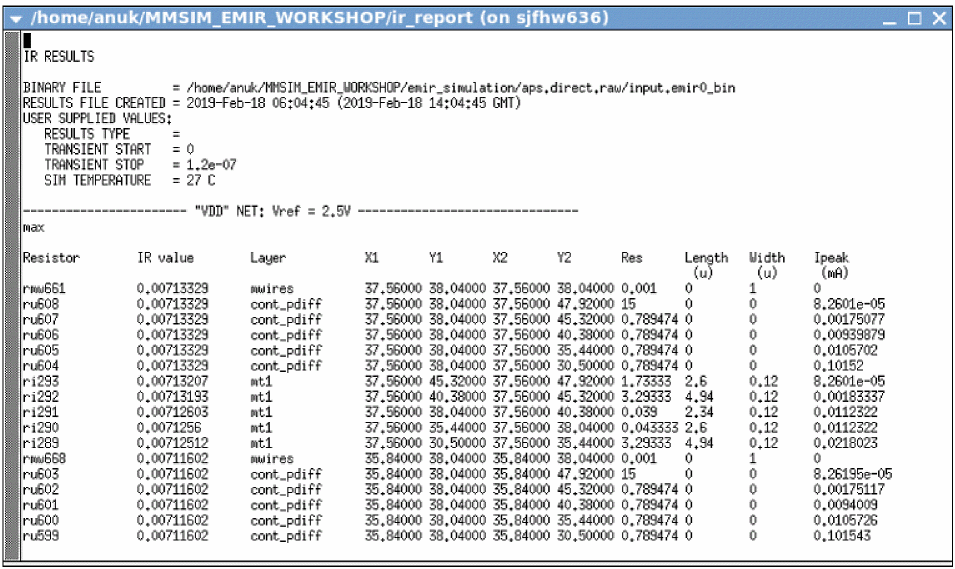 /home/anuk/MMSIM_EMIR_WORKSHOP/ir_report (on sjfhw636)
IR RESULTS
BINARY FILE = /home/anuk/MMSIM_EMIR_WORKSHOP/emir_simulation/aps.direct.raw/input.emir0_bin
RESULTS FILE CREATED = 2019-Feb-18 06:04:45 (2019-Feb-18 14:04:45 GMT)
USER SUPPLIED VALUES:
RESULTS TYPE =
TRANSIENT START = 0
TRANSIENT STOP = 1.2e-07
SIM TEMPERATURE = 27 C
----------------------- "VDD" NET: Vref = 2.5V -------------------------------
max
Resistor IR value Layer X1 Y1 X2 Y2 Res Length Width Ipeak
(u) (u) (mA)
rmw661 0.00713329 mwires 37.56000 38.04000 37.56000 38.04000 0.001 0 1 0
ru608 0.00713329 cont_pdiff 37.56000 38.04000 37.56000 47.92000 15 0 0 8.2601e-05
ru607 0.00713329 cont_pdiff 37.56000 38.04000 37.56000 45.32000 0.789474 0 0 0.00175077
ru606 0.00713329 cont_pdiff 37.56000 38.04000 37.56000 40.38000 0.789474 0 0 0.00939879
ru605 0.00713329 cont_pdiff 37.56000 38.04000 37.56000 35.44000 0.789474 0 0 0.0105702
ru604 0.00713329 cont_pdiff 37.56000 38.04000 37.56000 30.50000 0.789474 0 0 0.10152
ri293 0.00713207 mt1 37.56000 45.32000 37.56000 47.92000 1.73333 2.6 0.12 8.2601e-05
ri292 0.00713193 mt1 37.56000 40.38000 37.56000 45.32000 3.29333 4.94 0.12 0.00183337
ri291 0.00712603 mt1 37.56000 38.04000 37.56000 40.38000 0.039 2.34 0.12 0.0112322
ri290 0.0071256 mt1 37.56000 35.44000 37.56000 38.04000 0.043333 2.6 0.12 0.0112322
ri289 0.00712512 mt1 37.56000 30.50000 37.56000 35.44000 3.29333 4.94 0.12 0.0218023
rmw668 0.00711602 mwires 35.84000 38.04000 35.84000 38.04000 0.001 0 1 0
ru603 0.00711602 cont_pdiff 35.84000 38.04000 35.84000 47.92000 15 0 0 8.26195e-05
ru602 0.00711602 cont_pdiff 35.84000 38.04000 35.84000 45.32000 0.789474 0 0 0.00175117
ru601 0.00711602 cont_pdiff 35.84000 38.04000 35.84000 40.38000 0.789474 0 0 0.0094009
ru600 0.00711602 cont_pdiff 35.84000 38.04000 35.84000 35.44000 0.789474 0 0 0.0105726
ru599 0.00711602 cont_pdiff 35.84000 38.04000 35.84000 30.50000 0.789474 0 0 0.101543